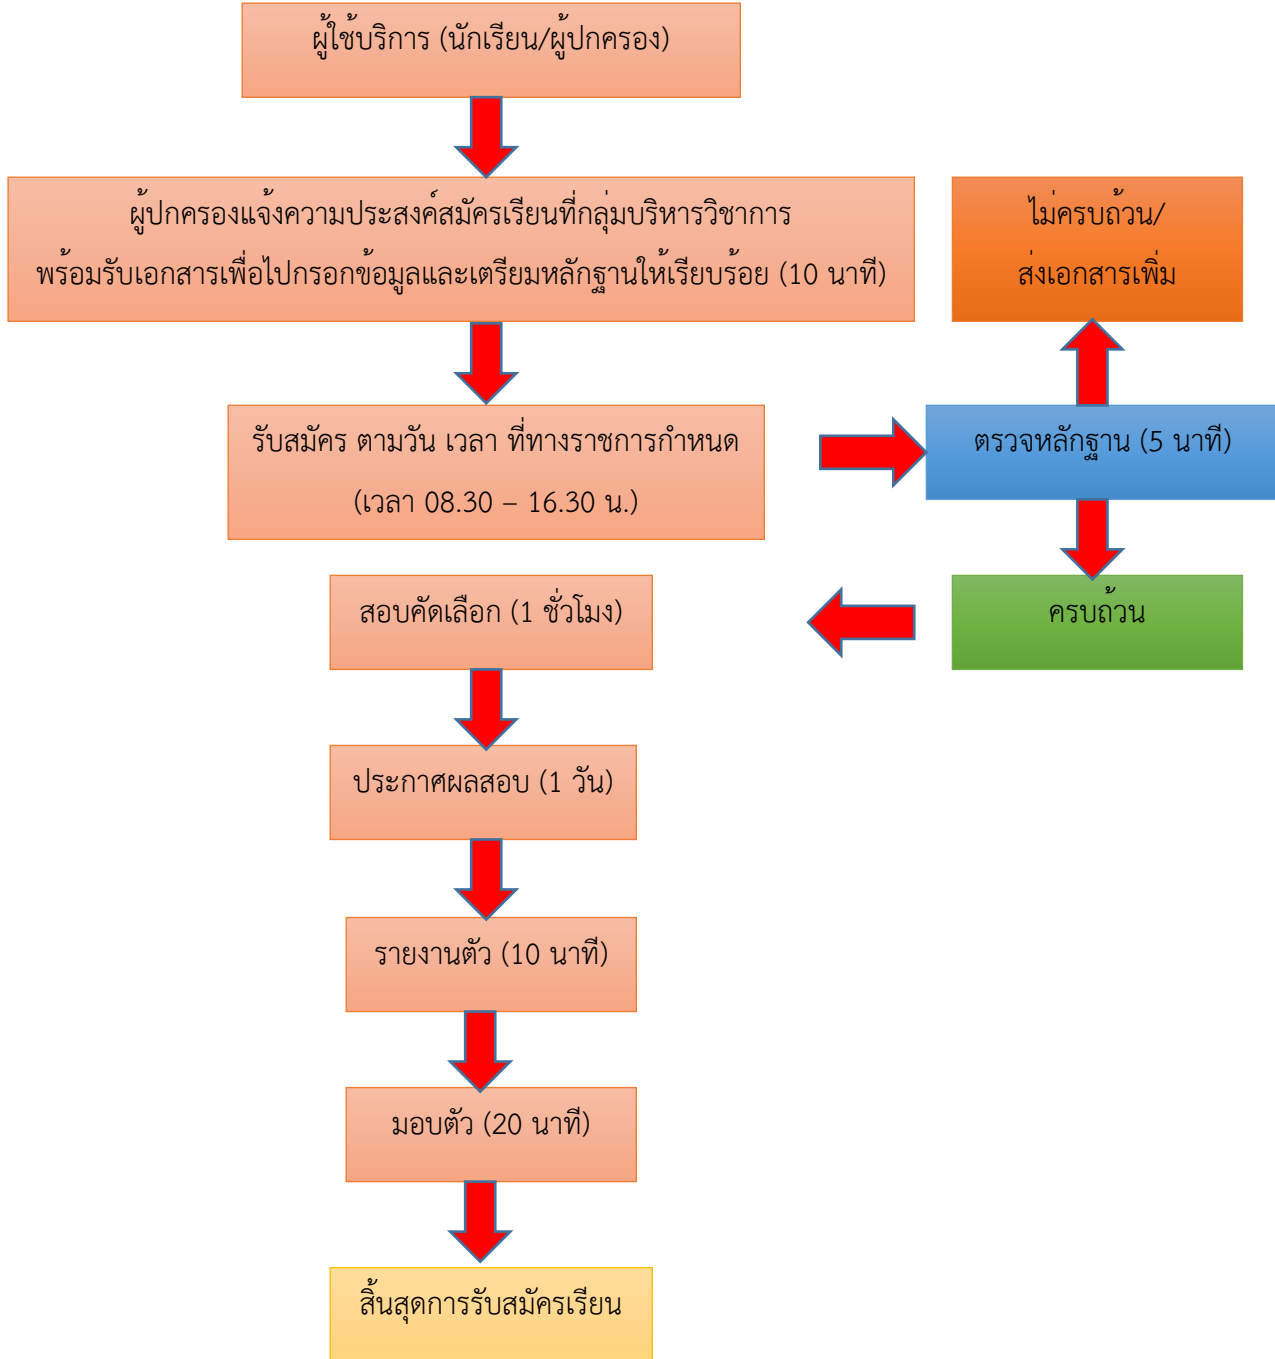 ผู้ใช้บริการ (นักเรียน/ผู้ปกครอง)
ผู้ปกครองแจ้งความประสงค์สมัครเรียนที่กลุ่มบริหารวิชาการ
พร้อมรับเอกสารเพื่อไปกรอกข้อมูลและเตรียมหลักฐานให้เรียบร้อย (10 นาที)
ไม่ครบถ้วน/
ส่งเอกสารเพิ่ม
รับสมัคร ตามวัน เวลา ที่ทางราชการกำหนด
(เวลา 08.30 – 16.30 น.)
ตรวจหลักฐาน (5 นาที)
ครบถ้วน
สอบคัดเลือก (1 ชั่วโมง)
ประกาศผลสอบ (1 วัน)
รายงานตัว (10 นาที)
มอบตัว (20 นาที)
สิ้นสุดการรับสมัครเรียน